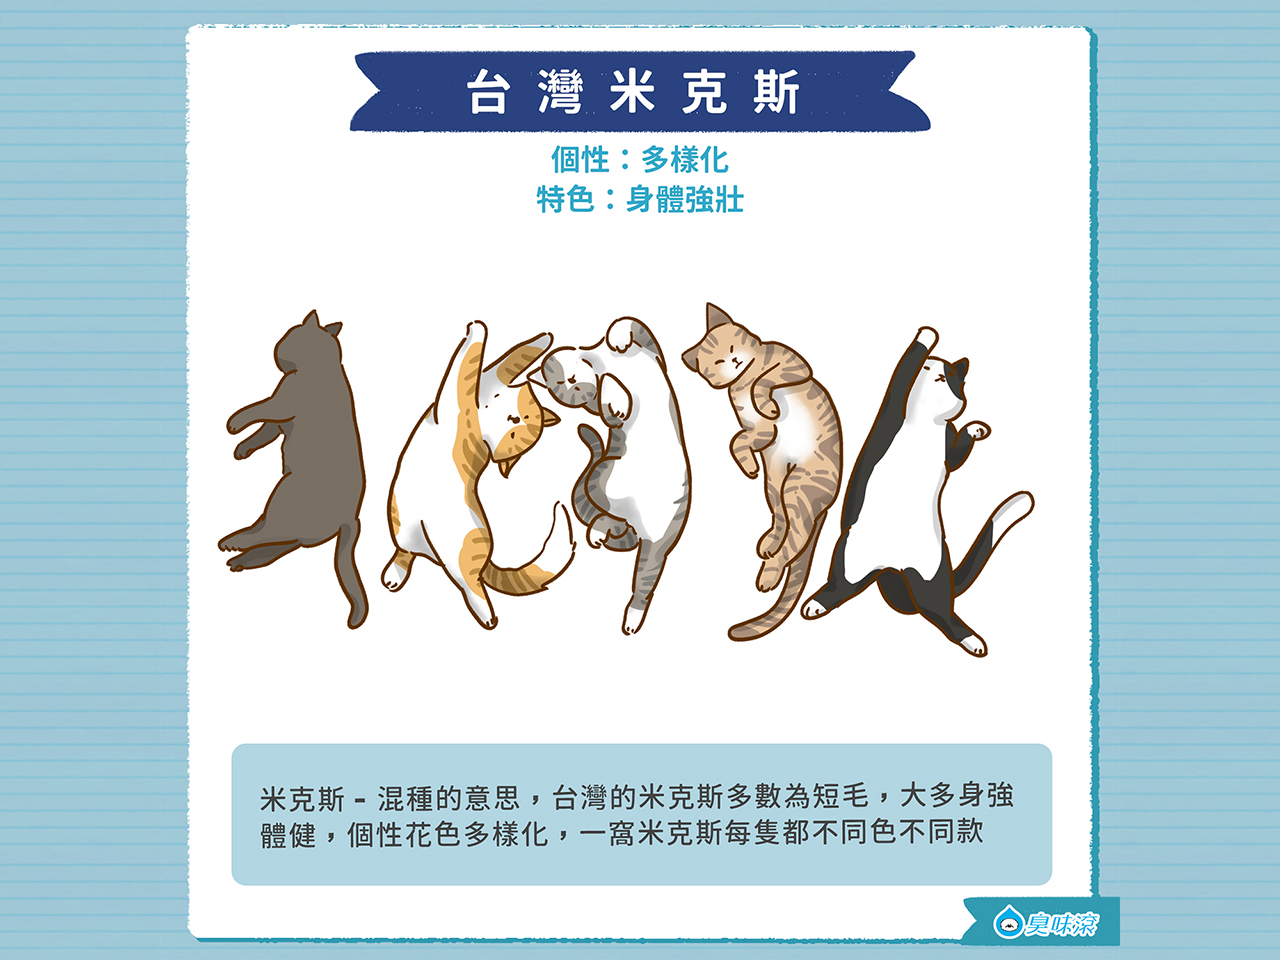 台灣米克斯
個性：多樣化
特色：身體強壯
米克斯 - 混種的意思，台灣的米克斯多數為短毛，大多身強
體健，個性花色多樣化，一窩米克斯每隻都不同色不同款
臭味滾